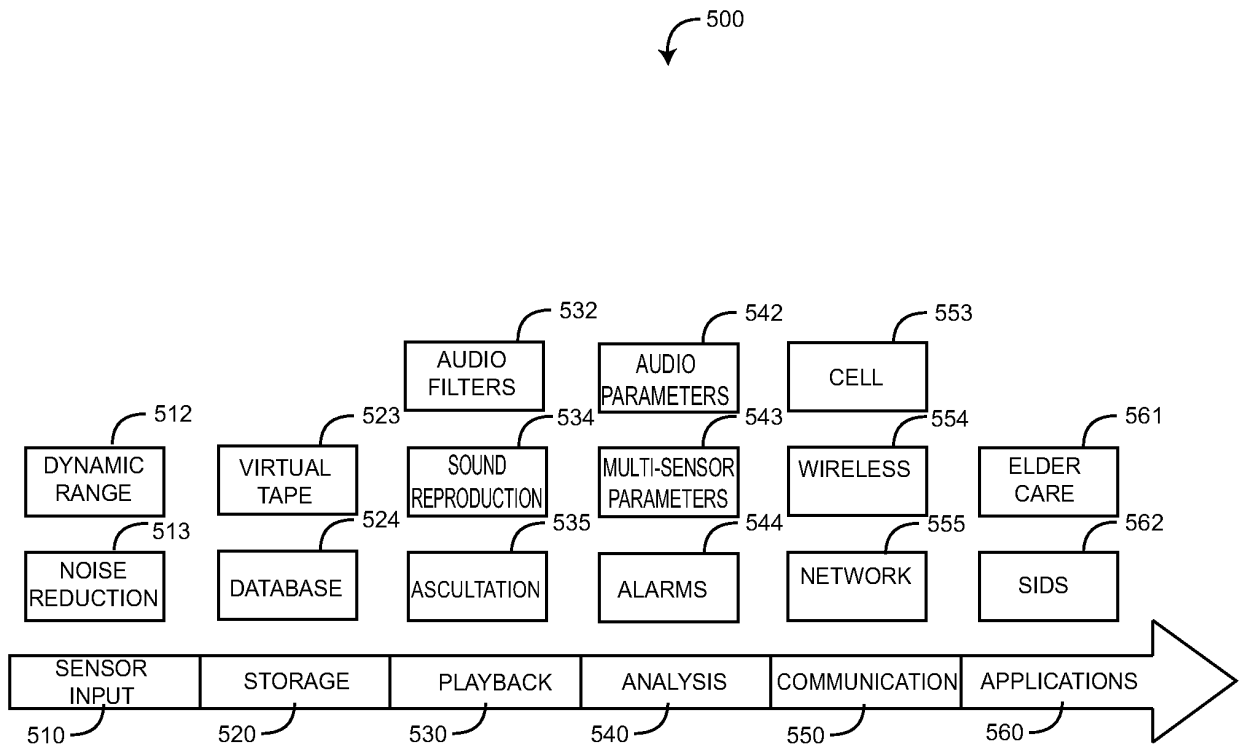 500
532
AUDIO
FILTERS
542
AUDIO
PARAMETERS
553
CELL
512
DYNAMIC
RANGE
523
VIRTUAL
TAPE
534
SOUND
REPRODUCTION
543
MULTI-SENSOR
PARAMETERS
554
WIRELESS
561
ELDER
CARE
513
NOISE
REDUCTION
524
DATABASE
535
ASCULTATION
544
ALARMS
555
NETWORK
562
SIDS
SENSOR
INPUT
STORAGE
PLAYBACK
ANALYSIS
COMMUNICATION
APPLICATIONS
510
520
530
540
550
560